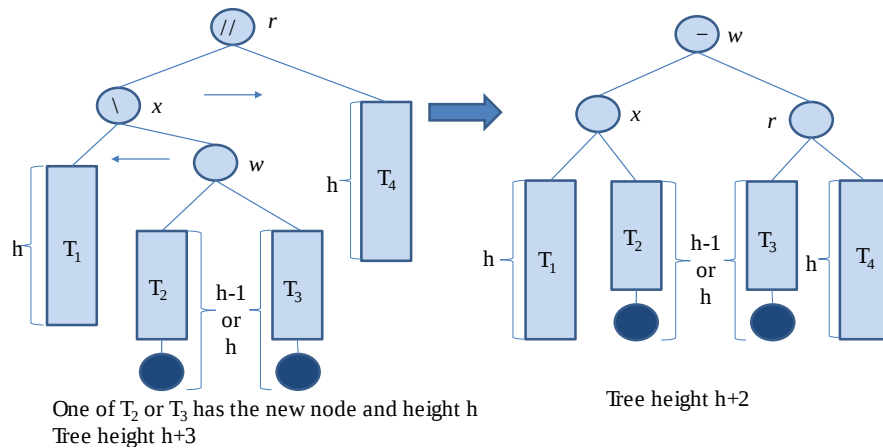 // r
\ x
w
h T1
T2
h-1
or
h
T3
h T4
One of T2 or T3 has the new node and height h
Tree height h+3
− w
x
r
h T1
T2
h-1
or
h
T3
h T4
Tree height h+2